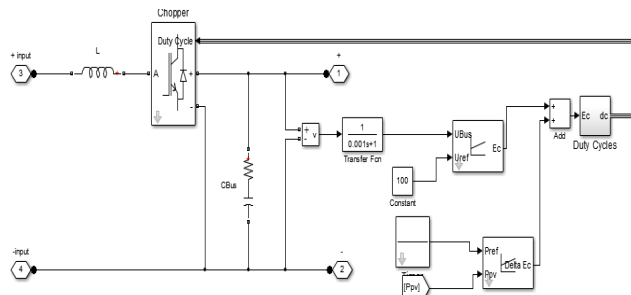 Chopper
Duty Cycle
+ input
L
3
A
+
-
+
1
+
-
v
1
0.001s+1
Transfer Fcn
UBus
Uref
Ec
+
+
Add
Ec
dc
Duty Cycles
CBus
100
Constant
-input
4
-
2
Pref
Ppv
Delta Ec
[Ppv]